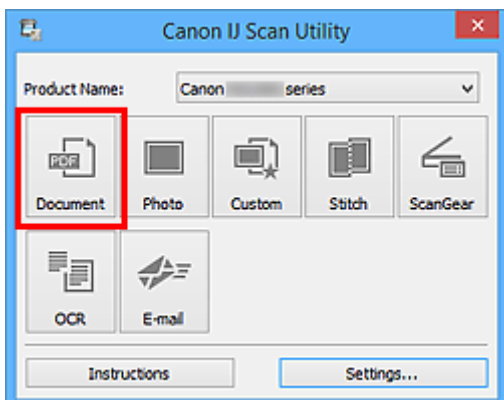 Canon IJ Scan Utility
Product Name: Canon series
PDF
Document Photo Custom Stitch ScanGear
OCR E-mail
Instructions Settings...